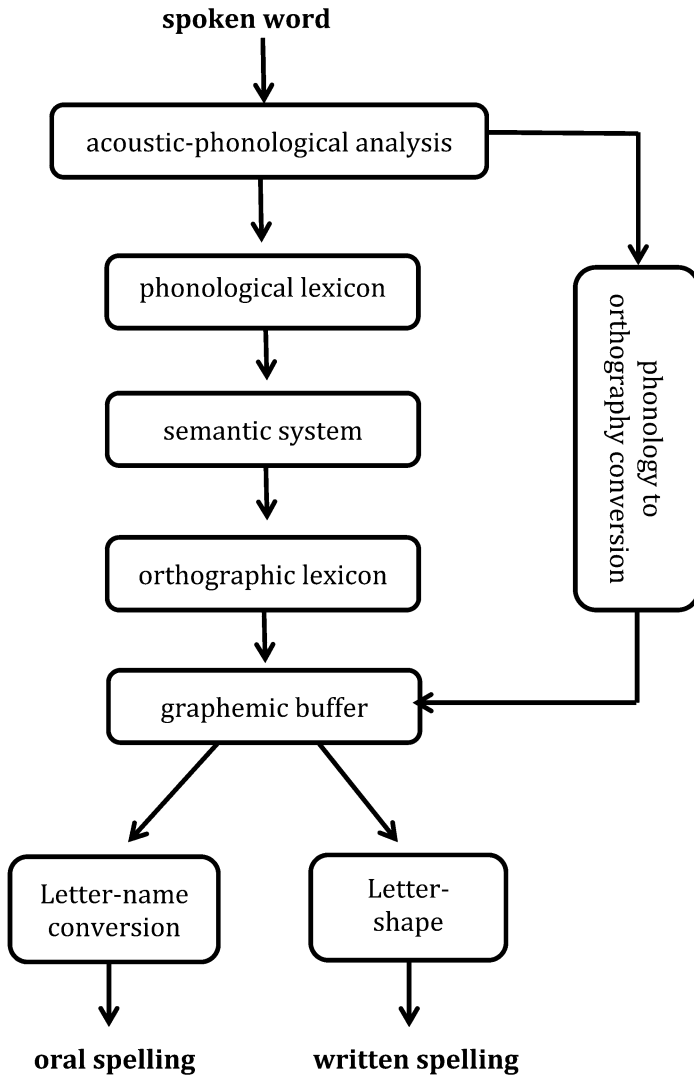 spoken word
acoustic-phonological analysis
phonological lexicon
phonology to
orthography conversion
semantic system
orthographic lexicon
graphemic buffer
Letter-name
conversion
Letter-
shape
oral spelling
written spelling